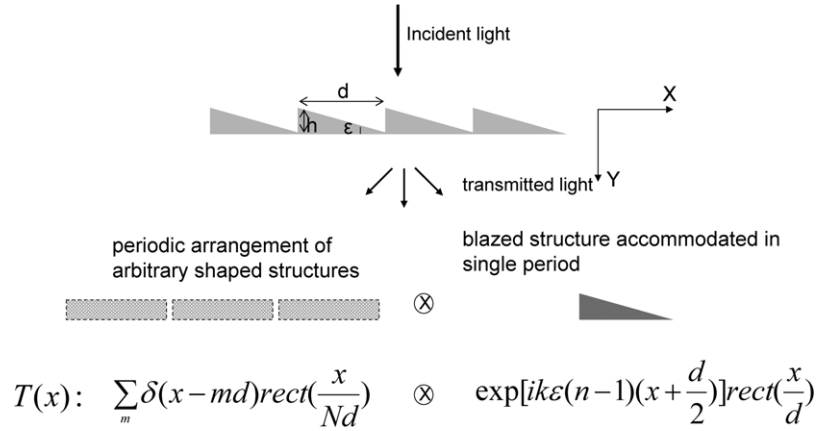 Incident light
d
X
h
ε
transmitted light
Y
periodic arrangement of
arbitrary shaped structures
blazed structure accommodated in
single period
⊗
T(x): ∑_m δ(x−md)rect(x/Nd) ⊗ exp[ikε(n−1)(x+d/2)]rect(x/d)